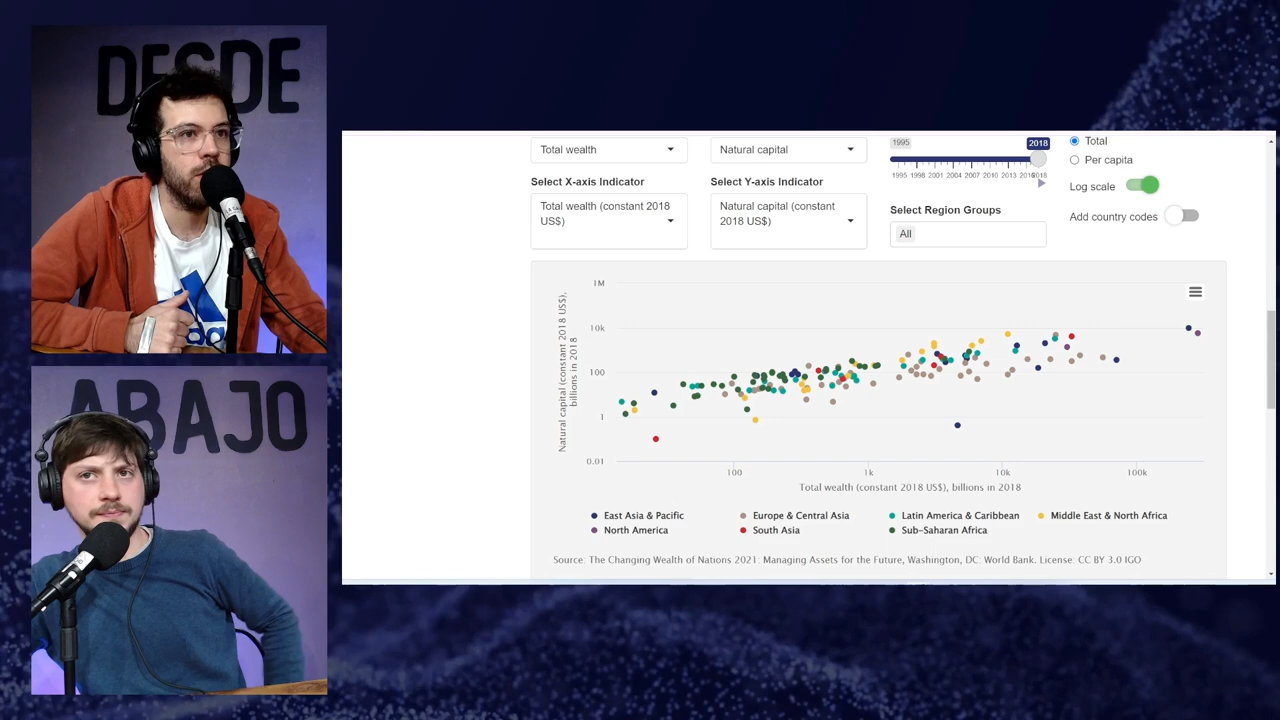 DESDE
ABAJO
Total wealth
Natural capital
1995
2018
1995 1998 2001 2004 2007 2010 2013 2016 2018
Total
Per capita
Log scale
Add country codes
Select X-axis Indicator
Select Y-axis Indicator
Total wealth (constant 2018
US$)
Natural capital (constant
2018 US$)
Select Region Groups
All
Natural capital (constant 2018 US$),
billions in 2018
1M
10k
100
1
0.01
100
1k
10k
100k
Total wealth (constant 2018 US$), billions in 2018
East Asia & Pacific
Europe & Central Asia
Latin America & Caribbean
Middle East & North Africa
North America
South Asia
Sub-Saharan Africa
Source: The Changing Wealth of Nations 2021: Managing Assets for the Future, Washington, DC: World Bank. License: CC BY 3.0 IGO